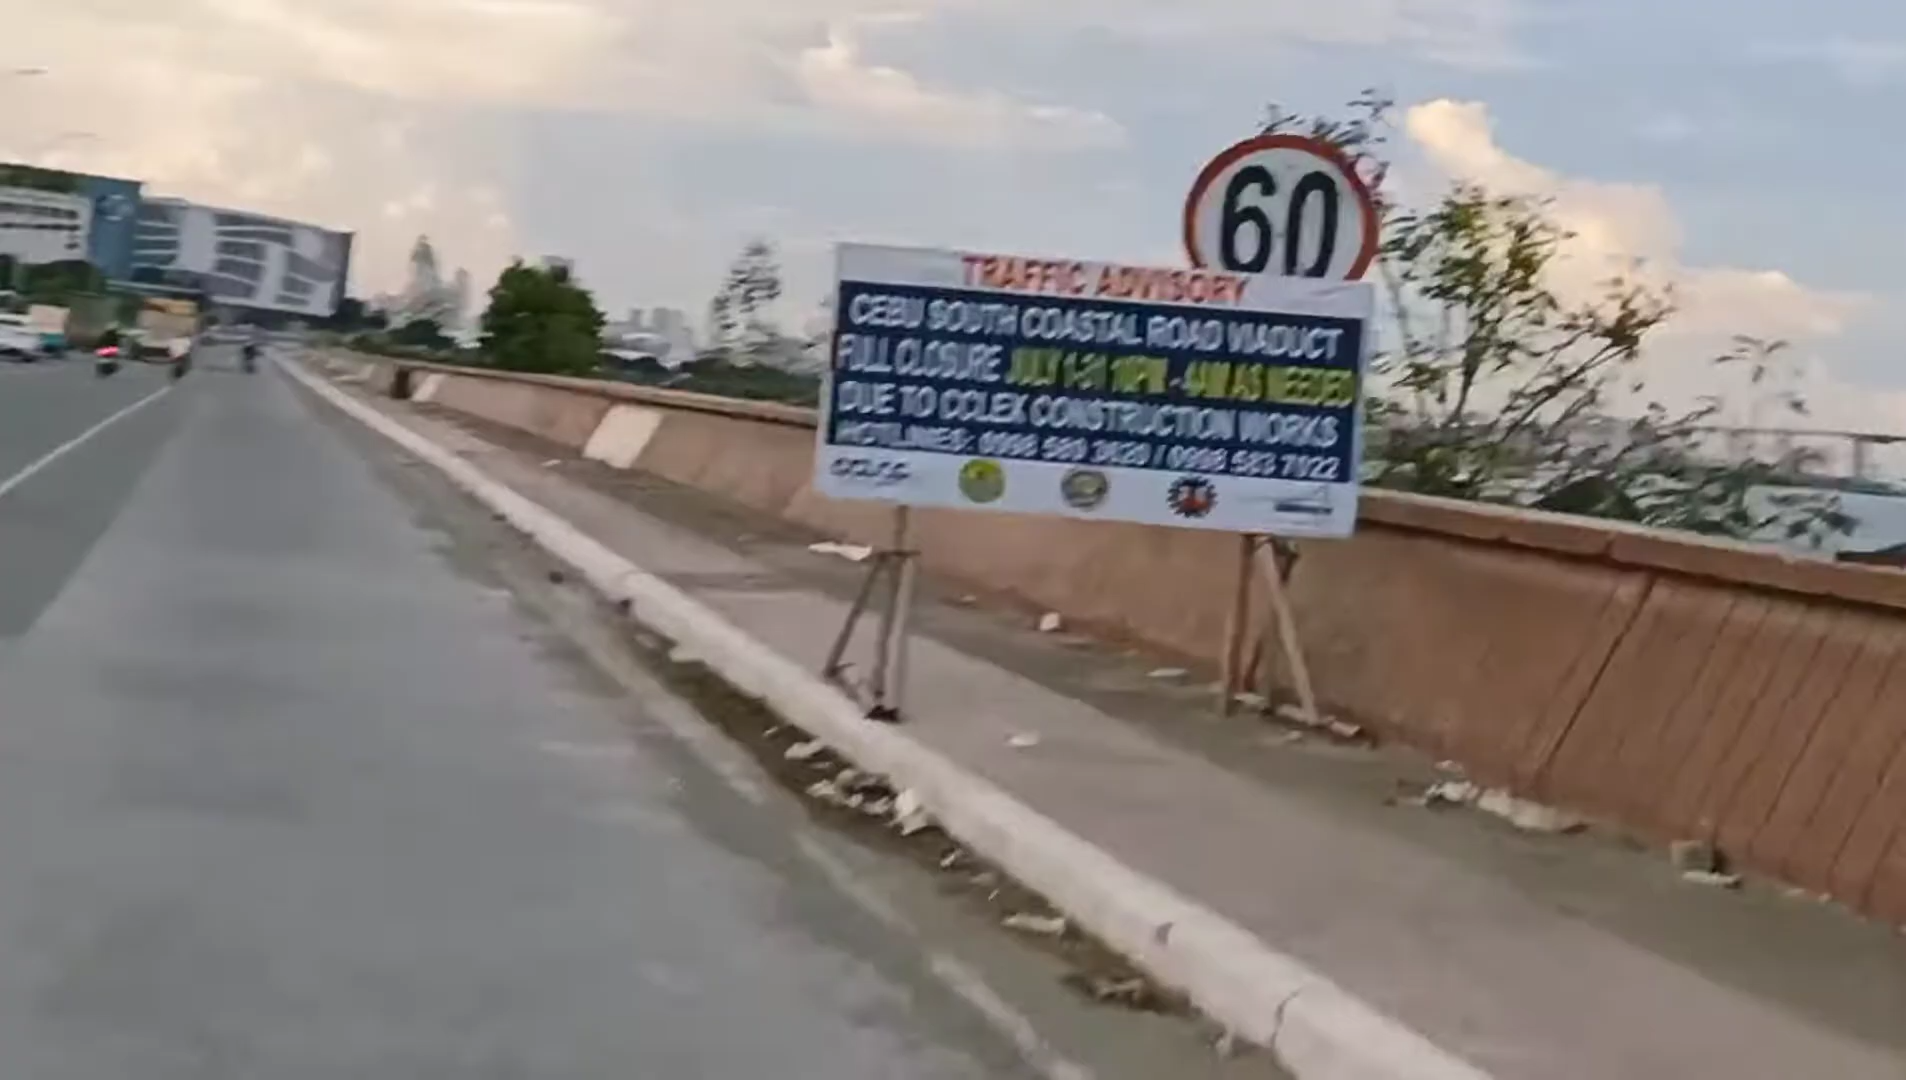 60
TRAFFIC ADVISORY
CEBU SOUTH COASTAL ROAD VIADUCT
FULL CLOSURE JULY 1-31 10PM - 4AM AS NEEDED
DUE TO CCLEX CONSTRUCTION WORKS
HOTLINES: 0998 580 3620 / 0998 583 7022